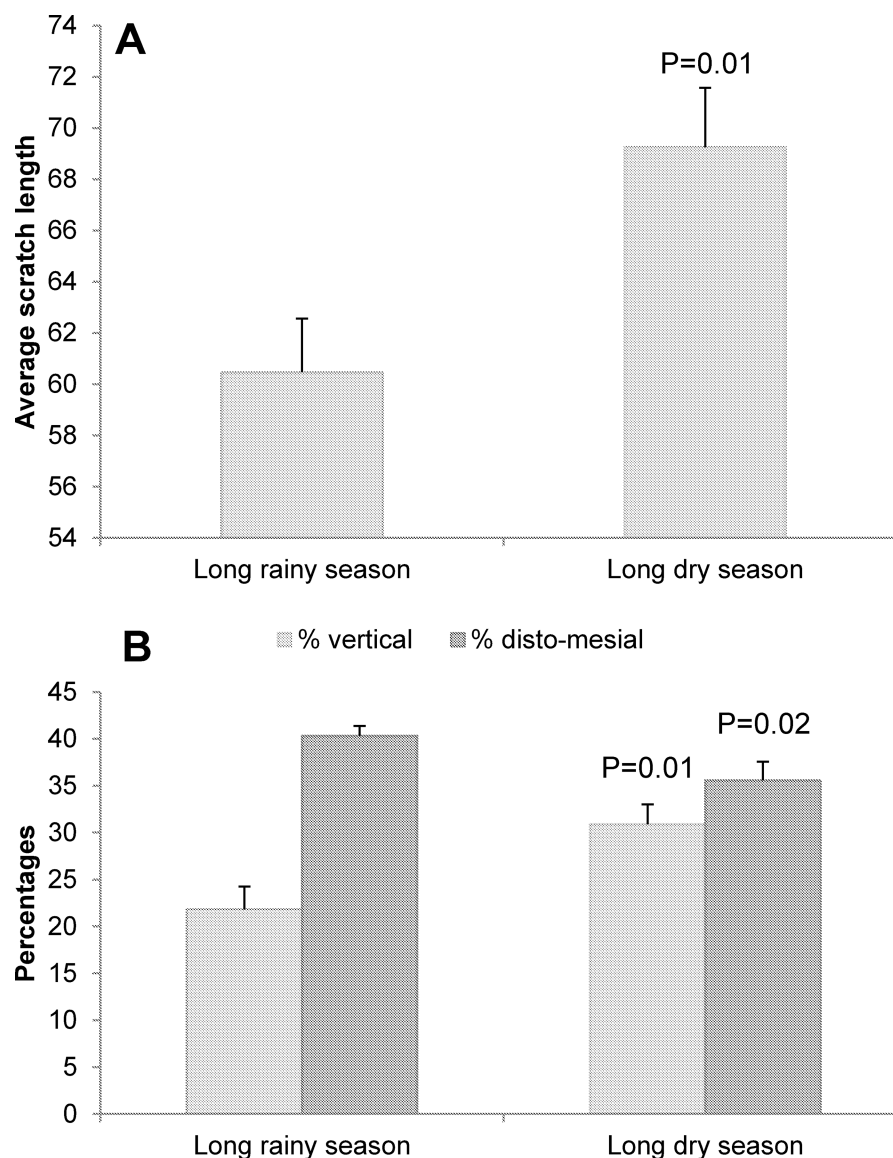 A
P=0.01
Average scratch length
74
72
70
68
66
64
62
60
58
56
54
Long rainy season
Long dry season
B
% vertical
% disto-mesial
P=0.01
P=0.02
Percentages
45
40
35
30
25
20
15
10
5
0
Long rainy season
Long dry season